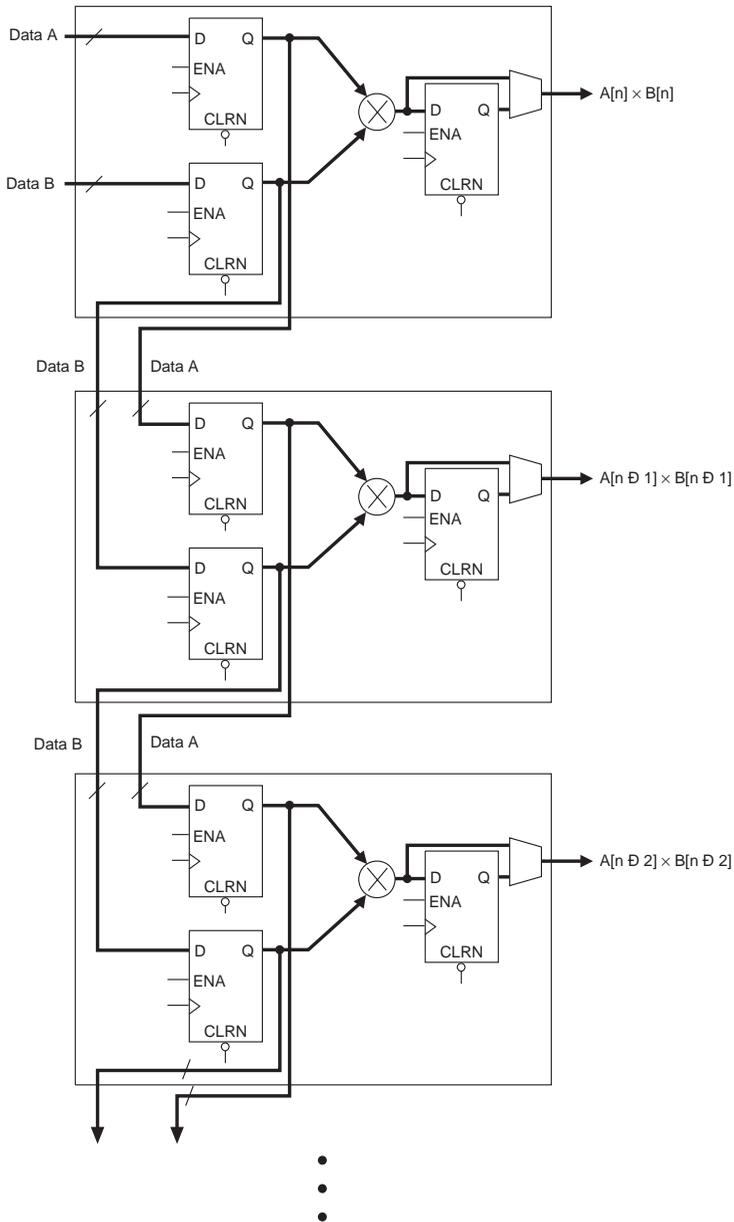 Data A
D Q
ENA
CLRN
A[n] × B[n]
D Q
ENA
CLRN
Data B
D Q
ENA
CLRN
Data B
Data A
D Q
ENA
CLRN
A[n Ð 1] × B[n Ð 1]
D Q
ENA
CLRN
D Q
ENA
CLRN
Data B
Data A
D Q
ENA
CLRN
A[n Ð 2] × B[n Ð 2]
D Q
ENA
CLRN
D Q
ENA
CLRN